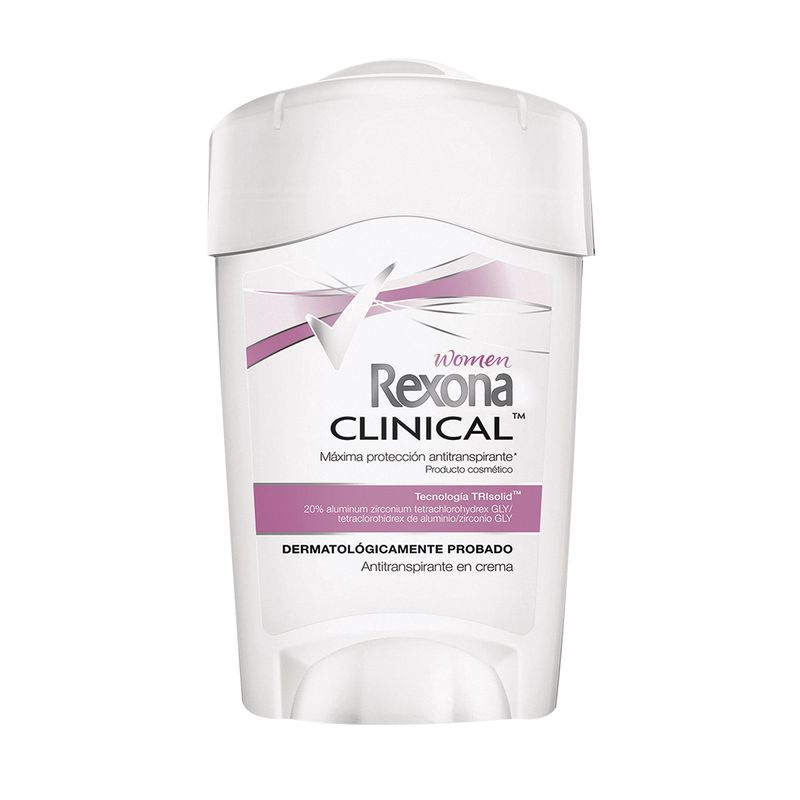 women
Rexona
CLINICAL™
Máxima protección antitranspirante*
Producto cosmético
Tecnología TRIsolid™
20% aluminum zirconium tetrachlorohydrex GLY/
tetraclorohidrex de aluminio/zirconio GLY
DERMATOLÓGICAMENTE PROBADO
Antitranspirante en crema